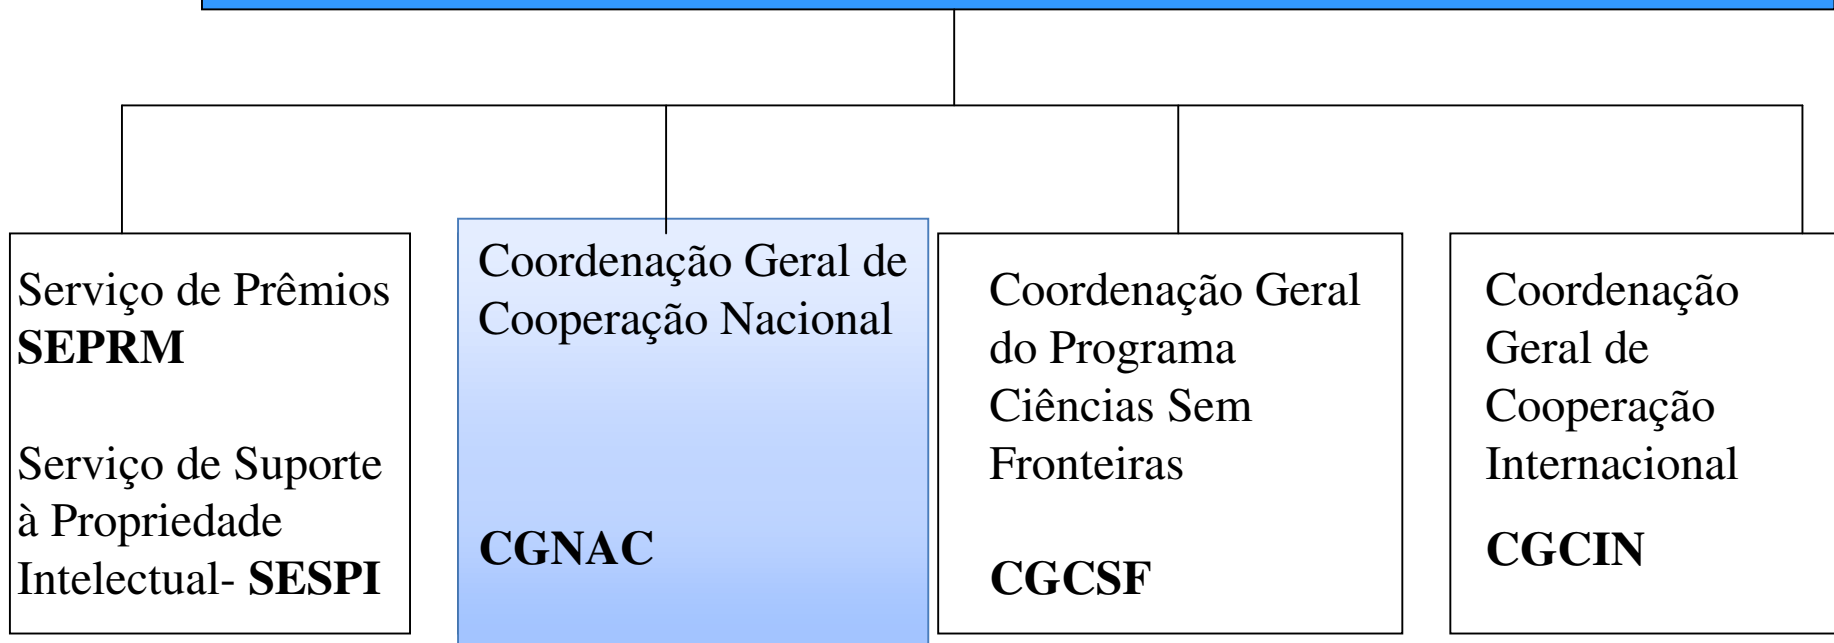 Serviço de Prêmios
SEPRM
Serviço de Suporte
à Propriedade
Intelectual- SESPI
Coordenação Geral de
Cooperação Nacional
CGNAC
Coordenação Geral
do Programa
Ciências Sem
Fronteiras
CGCSF
Coordenação
Geral de
Cooperação
Internacional
CGCIN